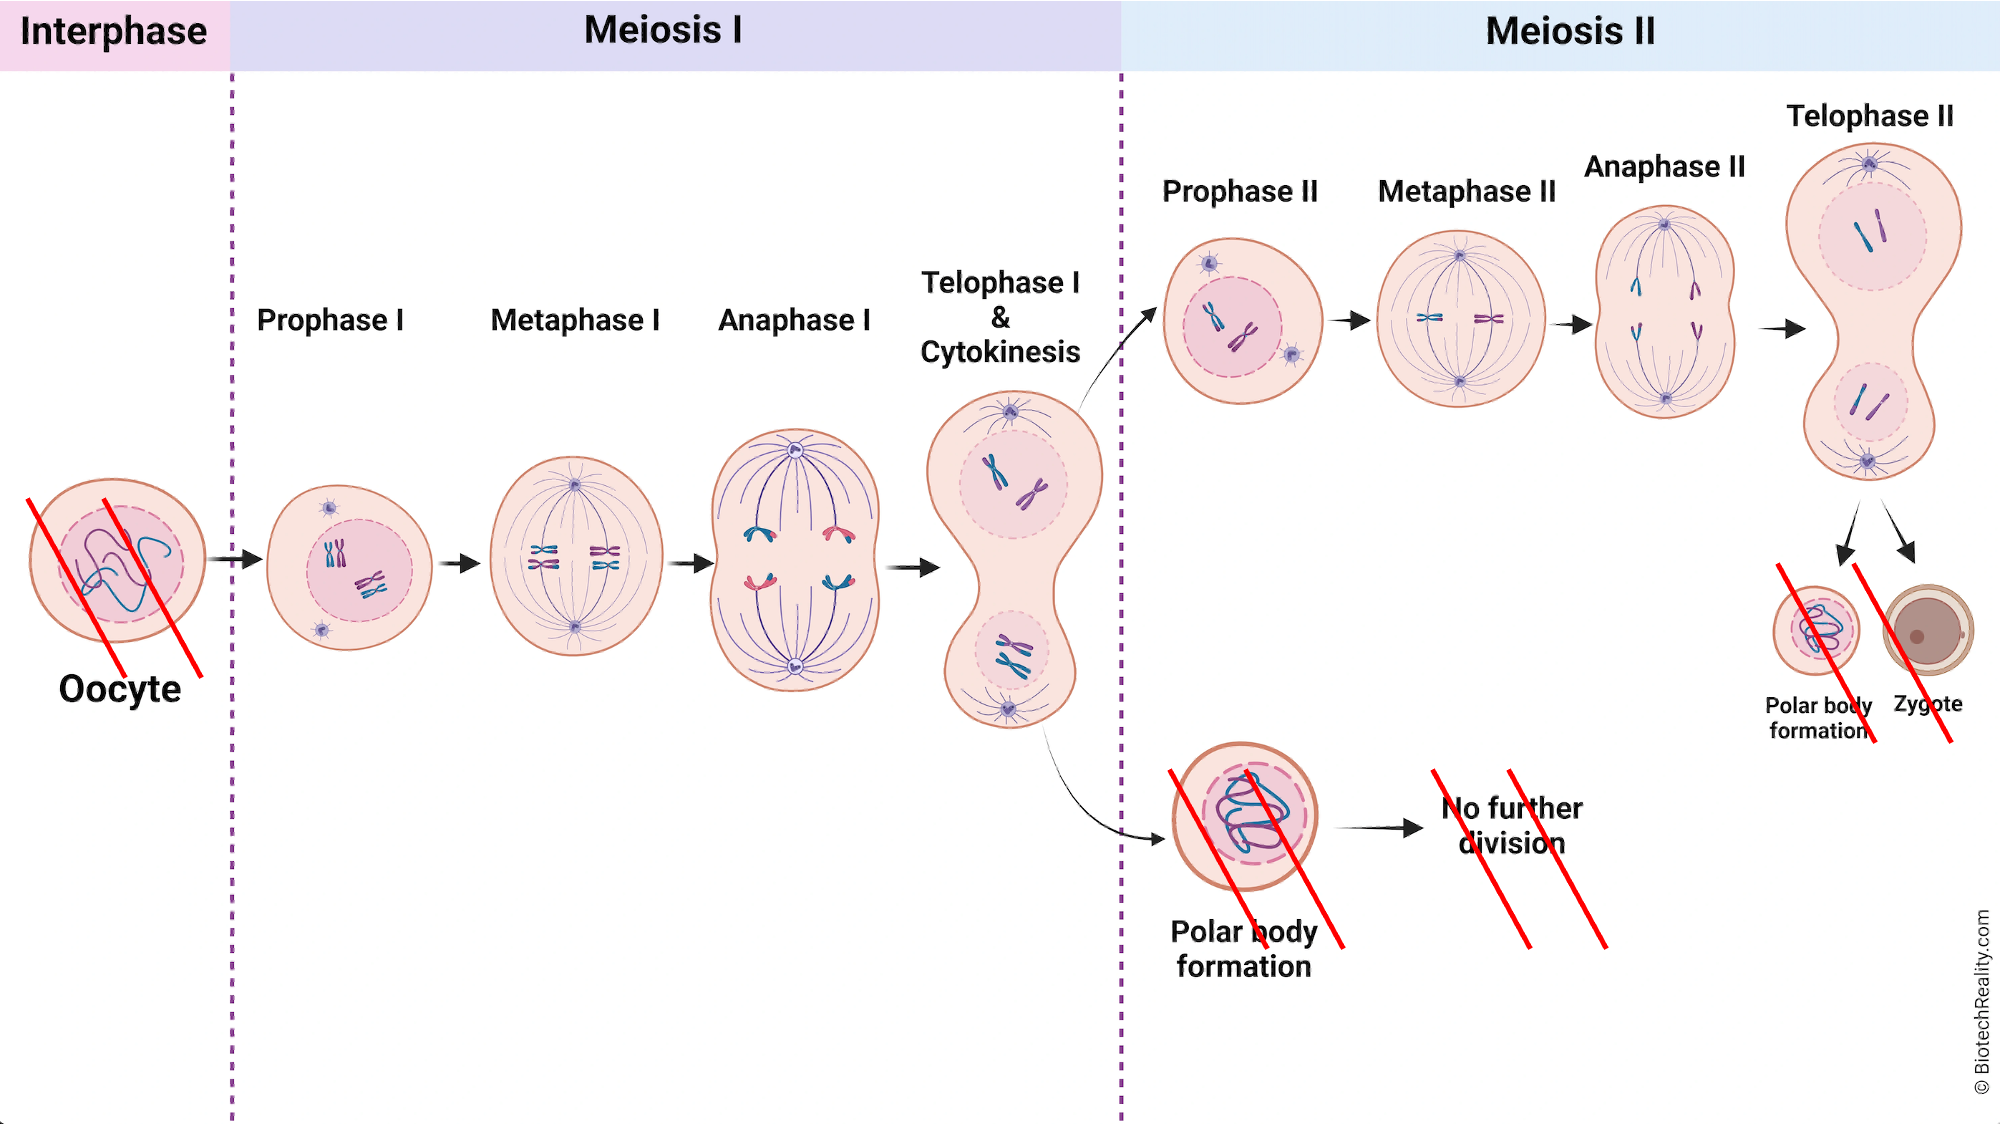 Interphase
Meiosis I
Meiosis II
Prophase I
Metaphase I
Anaphase I
Telophase I
&
Cytokinesis
Prophase II
Metaphase II
Anaphase II
Telophase II
Oocyte
Polar body
formation
Zygote
Polar body
formation
No further
division
© BiotechReality.com